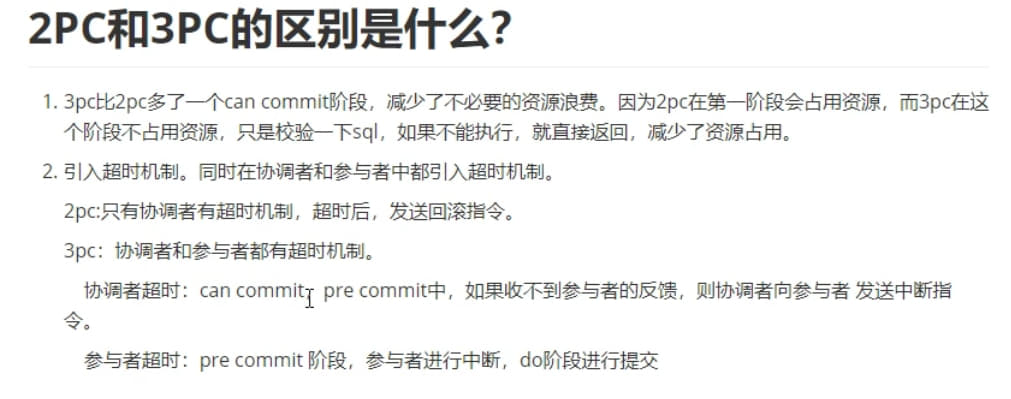 2PC和3PC的区别是什么?
1. 3pc比2pc多了一个can commit阶段，减少了不必要的资源浪费。因为2pc在第一阶段会占用资源，而3pc在这
个阶段不占用资源，只是校验一下sql，如果不能执行，就直接返回，减少了资源占用。
2. 引入超时机制。同时在协调者和参与者中都引入超时机制。
2pc:只有协调者有超时机制，超时后，发送回滚指令。
3pc：协调者和参与者都有超时机制。
协调者超时：can commit，pre commit中，如果收不到参与者的反馈，则协调者向参与者 发送中断指
令。
参与者超时：pre commit 阶段，参与者进行中断，do阶段进行提交